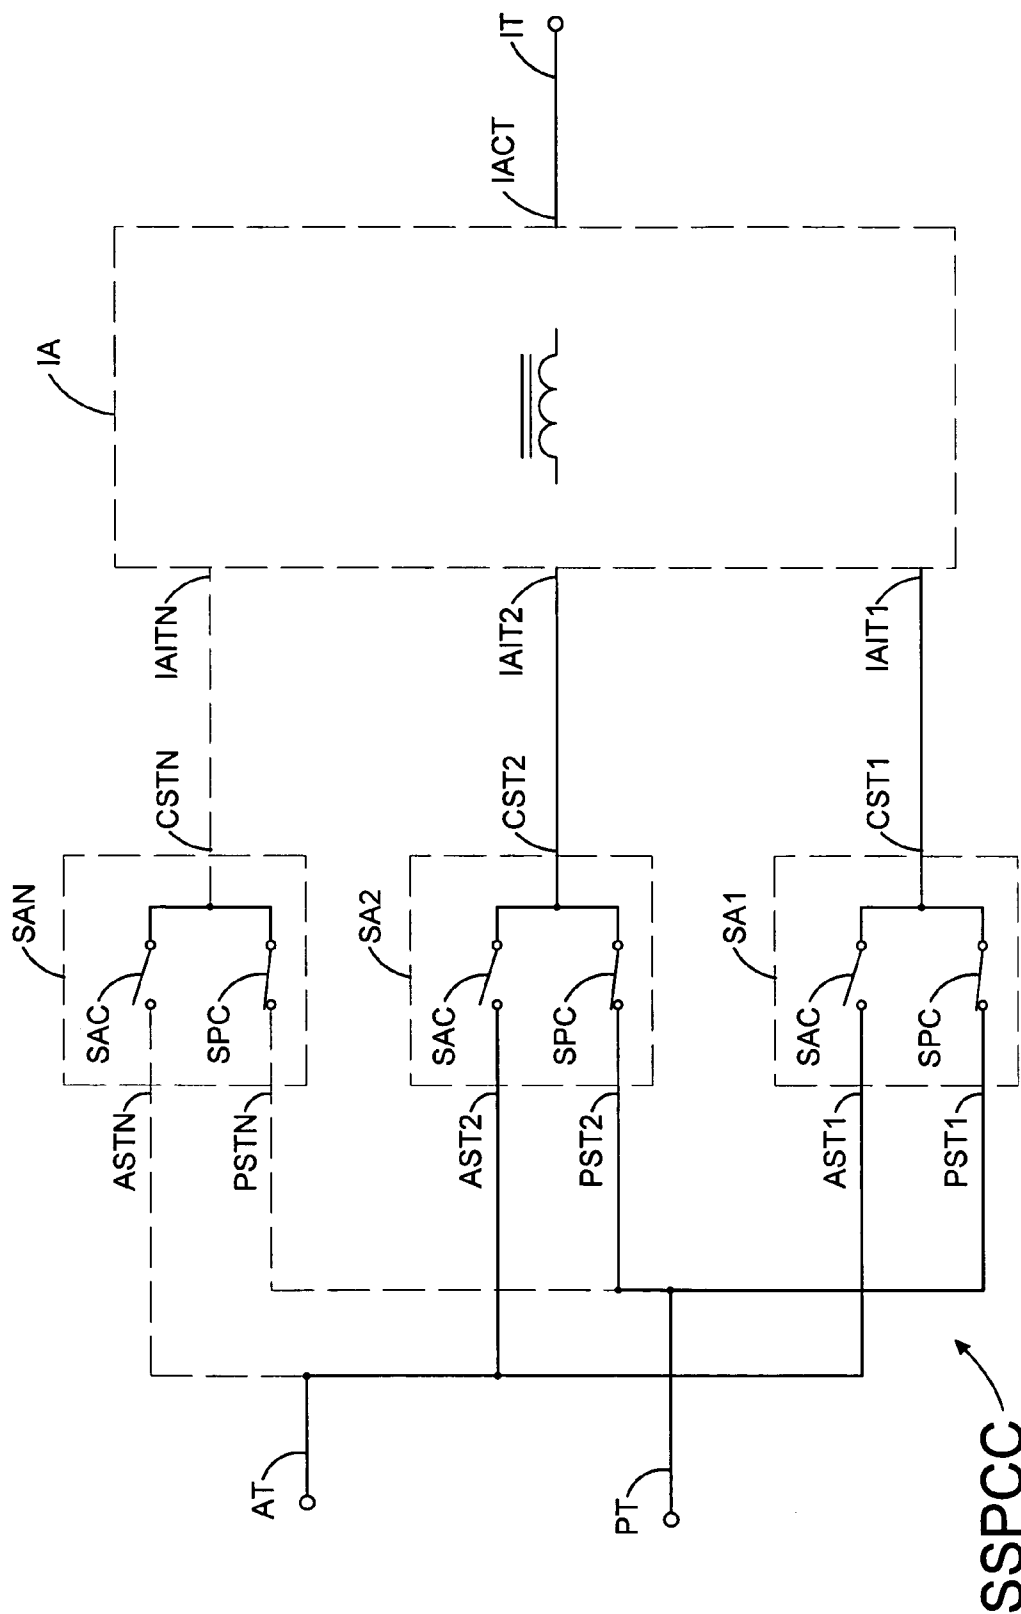 SAN
CSTN
IAITN
IA
IACT
IT
ASTN
SAC
SPC
PSTN
SA2
CST2
IAIT2
AST2
SAC
SPC
PST2
AT
SA1
CST1
IAIT1
AST1
SAC
SPC
PST1
PT
SSPCC